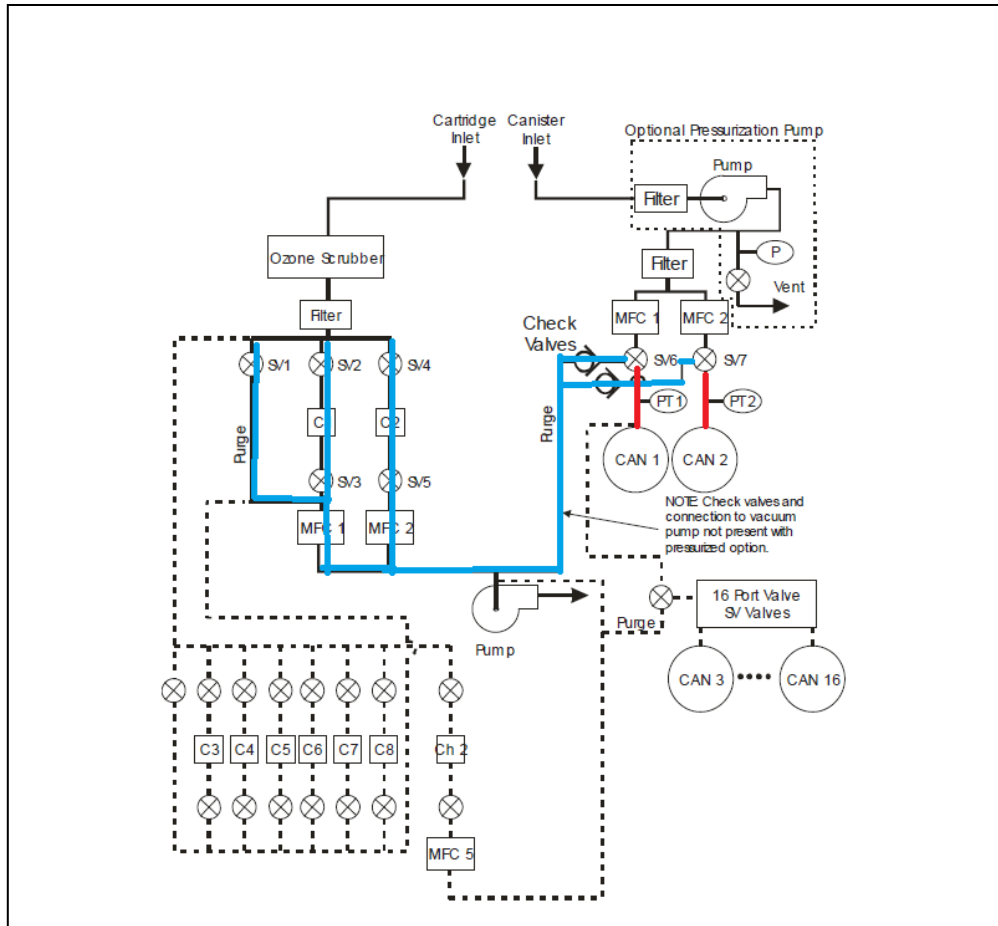 Cartridge
Inlet
Canister
Inlet
Optional Pressurization Pump
Pump
Filter
Ozone Scrubber
Filter
P
Vent
Filter
MFC 1
MFC 2
Check
Valves
SV1
SV2
SV4
SV6
SV7
PT1
PT2
C2
Purge
Purge
CAN 1
CAN 2
SV3
SV5
MFC 1
MFC 2
NOTE: Check valves and
connection to vacuum
pump not present with
pressurized option.
16 Port Valve
SV Valves
Purge
Pump
CAN 3
CAN 16
C3
C4
C5
C6
C7
C8
Ch 2
MFC 5